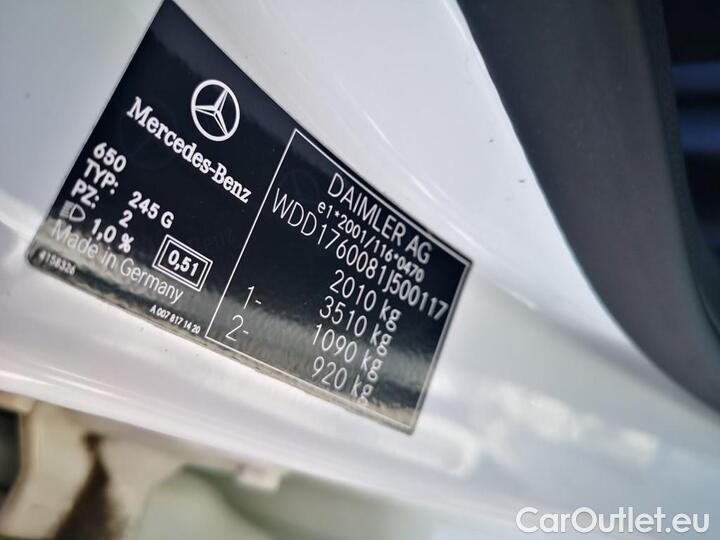 Mercedes-Benz
650
TYP: 245 G
PZ: 2
1,0 % 0,51
Made in Germany
4158326
A 007 817 14 20
DAIMLER AG
e1*2001/116*0470
WDD1760081J500117
2010 kg
3510 kg
1- 1090 kg
2- 920 kg
CarOutlet.eu